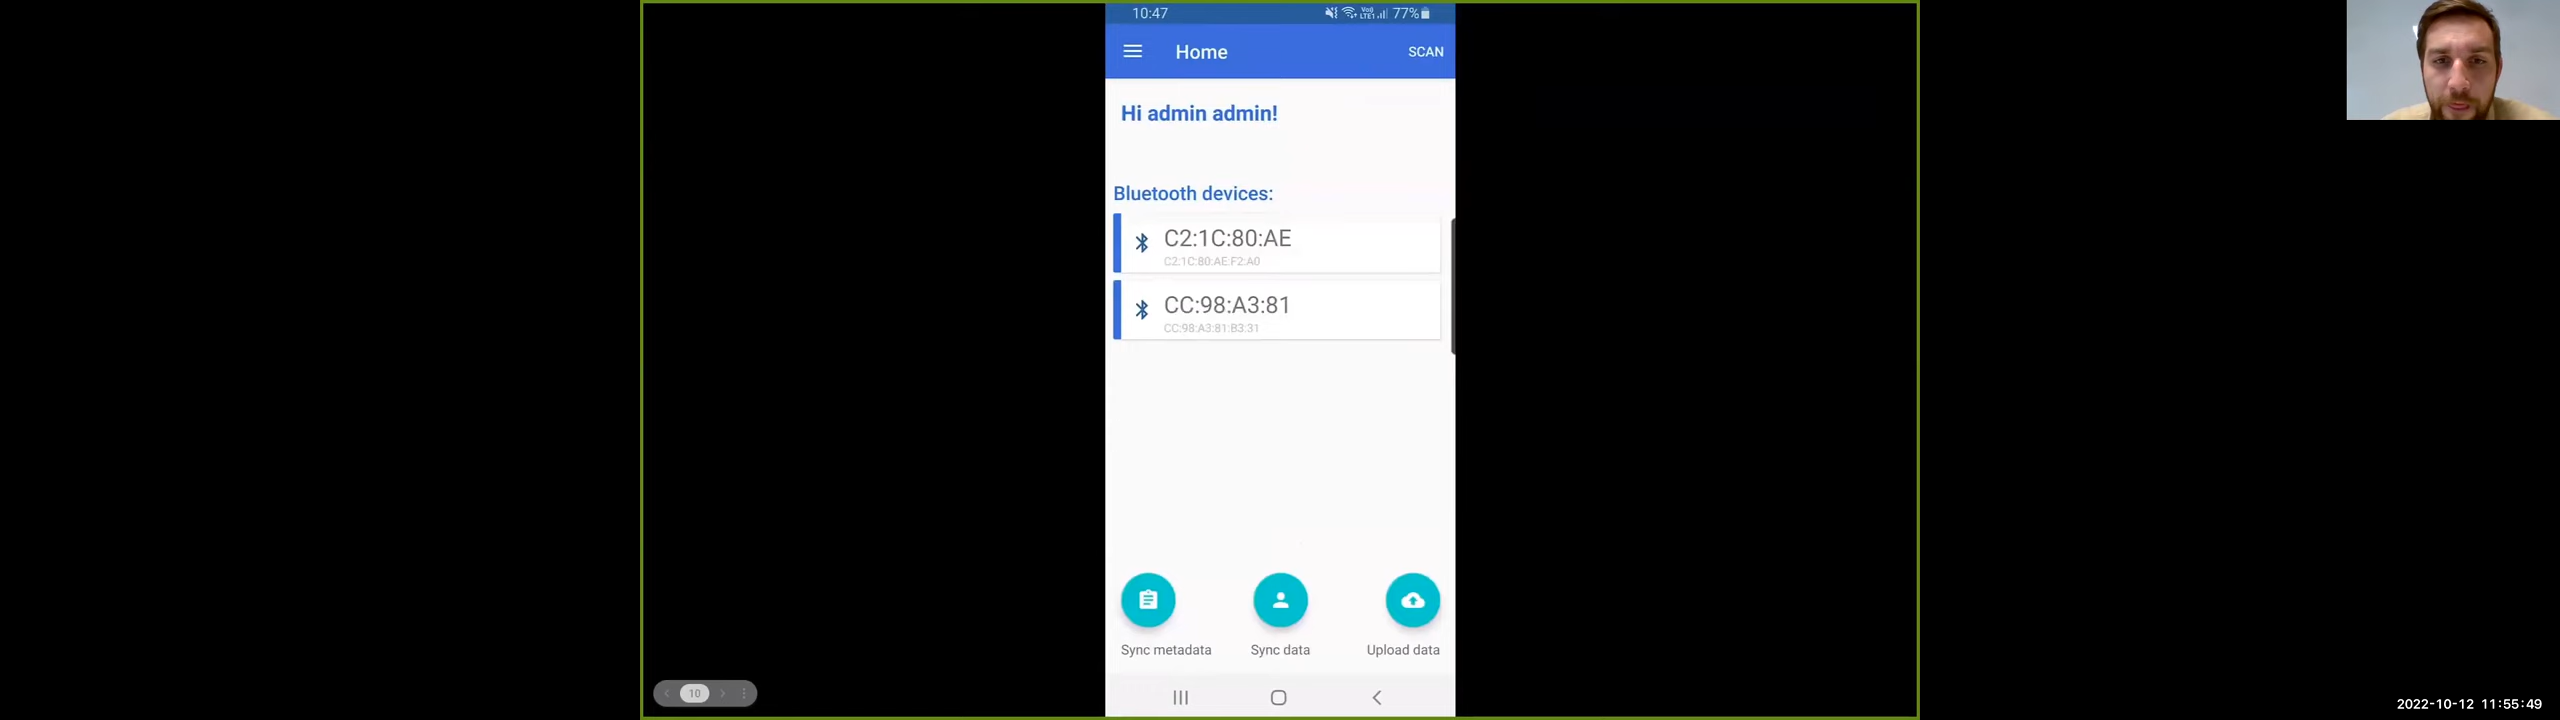 10:47
77%
Home
SCAN
Hi admin admin!
Bluetooth devices:
C2:1C:80:AE
C2:1C:80:AE:F2:A0
CC:98:A3:81
CC:98:A3:81:B3:31
Sync metadata
Sync data
Upload data
10
2022-10-12 11:55:49